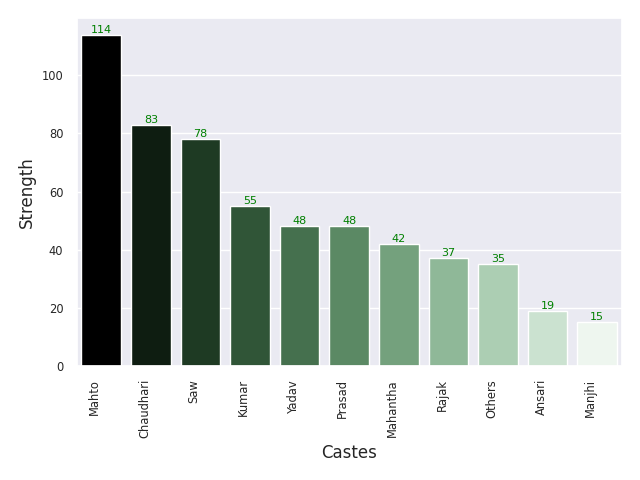 114
100
83
80
78
60
55
48
48
42
40
37
35
20
19
15
0
Strength
Mahto
Chaudhari
Saw
Kumar
Yadav
Prasad
Mahantha
Rajak
Others
Ansari
Manjhi
Castes